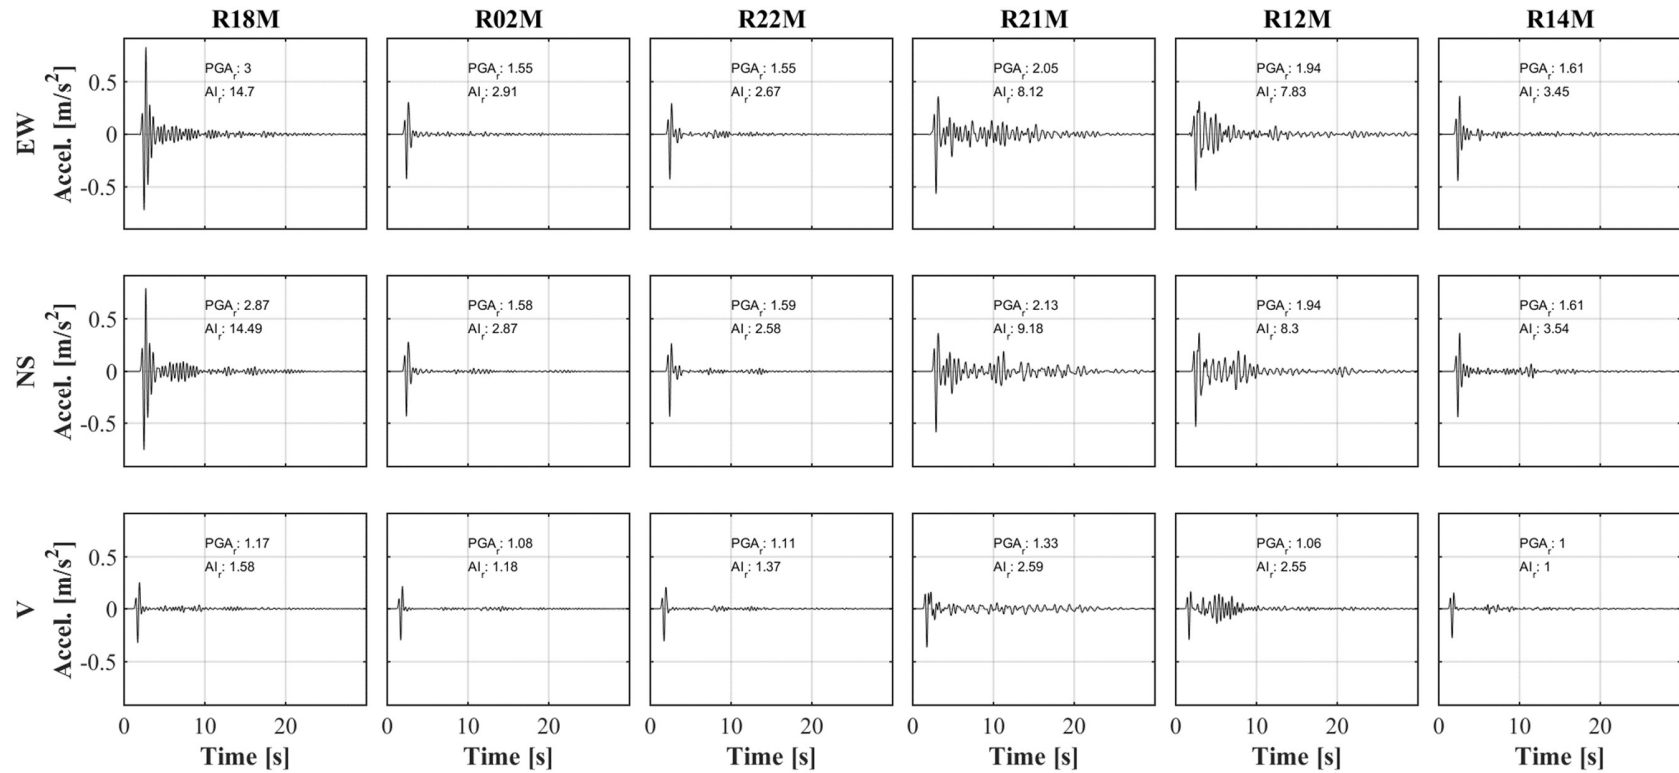 R18M R02M R22M R21M R12M R14M
EW
Accel. [m/s²]
0.5
0
-0.5
PGAᵣ: 3
AIᵣ: 14.7
PGAᵣ: 1.55
AIᵣ: 2.91
PGAᵣ: 1.55
AIᵣ: 2.67
PGAᵣ: 2.05
AIᵣ: 8.12
PGAᵣ: 1.94
AIᵣ: 7.83
PGAᵣ: 1.61
AIᵣ: 3.45
NS
Accel. [m/s²]
0.5
0
-0.5
PGAᵣ: 2.87
AIᵣ: 14.49
PGAᵣ: 1.58
AIᵣ: 2.87
PGAᵣ: 1.59
AIᵣ: 2.58
PGAᵣ: 2.13
AIᵣ: 9.18
PGAᵣ: 1.94
AIᵣ: 8.3
PGAᵣ: 1.61
AIᵣ: 3.54
V
Accel. [m/s²]
0.5
0
-0.5
PGAᵣ: 1.17
AIᵣ: 1.58
PGAᵣ: 1.08
AIᵣ: 1.18
PGAᵣ: 1.11
AIᵣ: 1.37
PGAᵣ: 1.33
AIᵣ: 2.59
PGAᵣ: 1.06
AIᵣ: 2.55
PGAᵣ: 1
AIᵣ: 1
0 10 20 0 10 20 0 10 20 0 10 20 0 10 20 0 10 20
Time [s] Time [s] Time [s] Time [s] Time [s] Time [s]